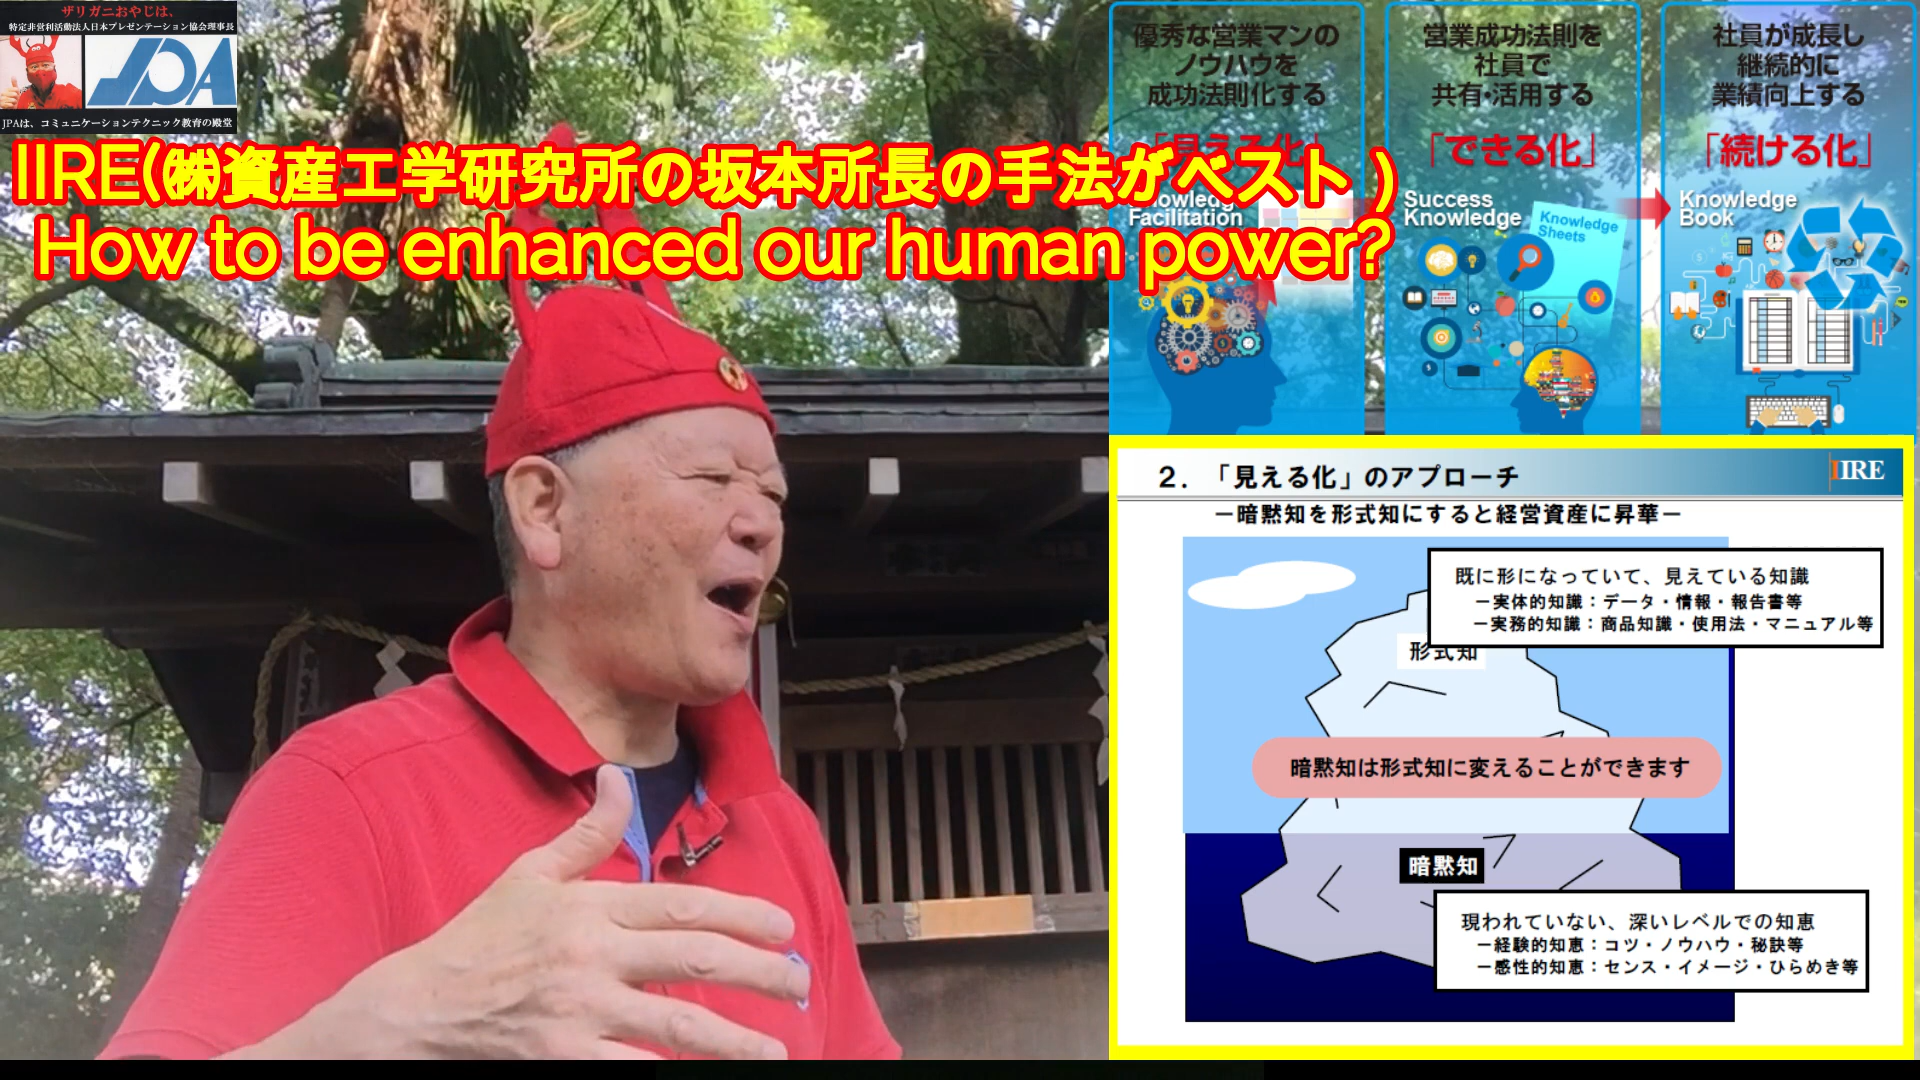 ザリガニおやじは、
特定非営利活動法人日本プレゼンテーション協会理事長
JPA
JPAは、コミュニケーションテクニック教育の殿堂
IIRE(㈱資産工学研究所の坂本所長の手法がベスト)
How to be enhanced our human power?
優秀な営業マンの
ノウハウを
成功法則化する
「見える化」
Knowledge
Facilitation
営業成功法則を
社員で
共有・活用する
「できる化」
Success
Knowledge
Knowledge
Sheets
社員が成長し
継続的に
業績向上する
「続ける化」
Knowledge
Book
2．「見える化」のアプローチ
IIRE
－暗黙知を形式知にすると経営資産に昇華－
既に形になっていて、見えている知識
－実体的知識：データ・情報・報告書等
－実務的知識：商品知識・使用法・マニュアル等
形式知
暗黙知は形式知に変えることができます
暗黙知
現われていない、深いレベルでの知恵
－経験的知恵：コツ・ノウハウ・秘訣等
－感性的知恵：センス・イメージ・ひらめき等